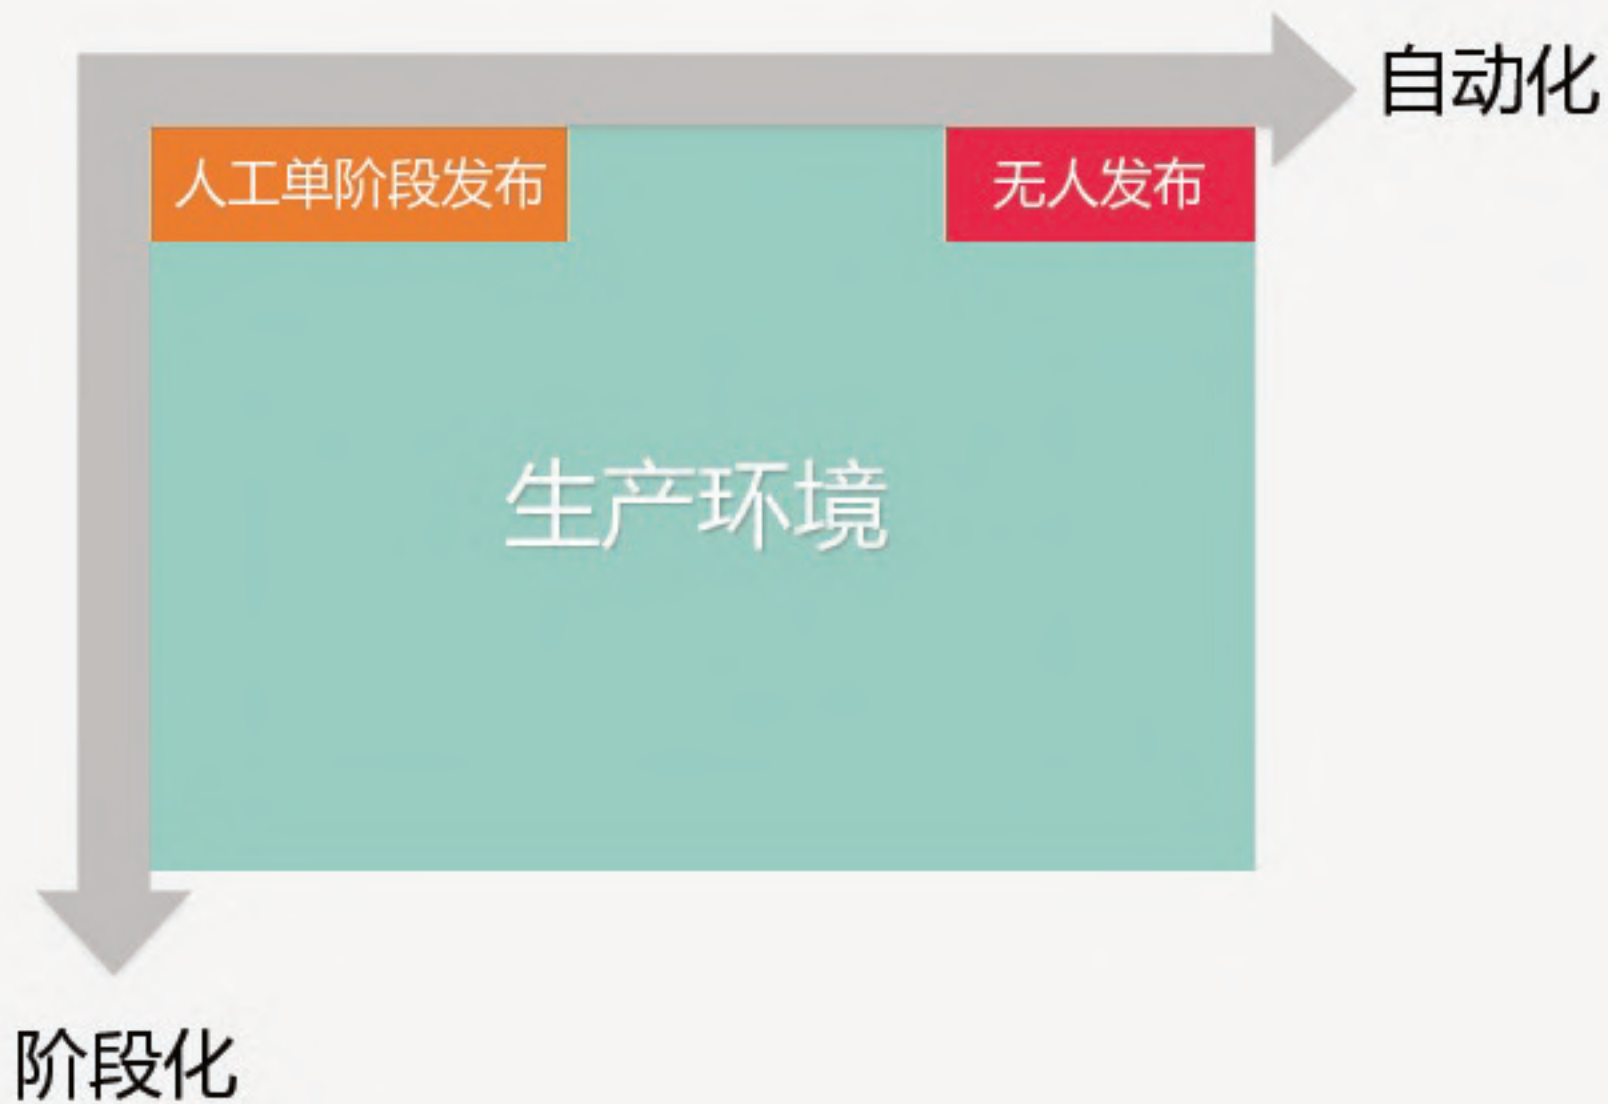 自动化
人工单阶段发布
无人发布
生产环境
阶段化